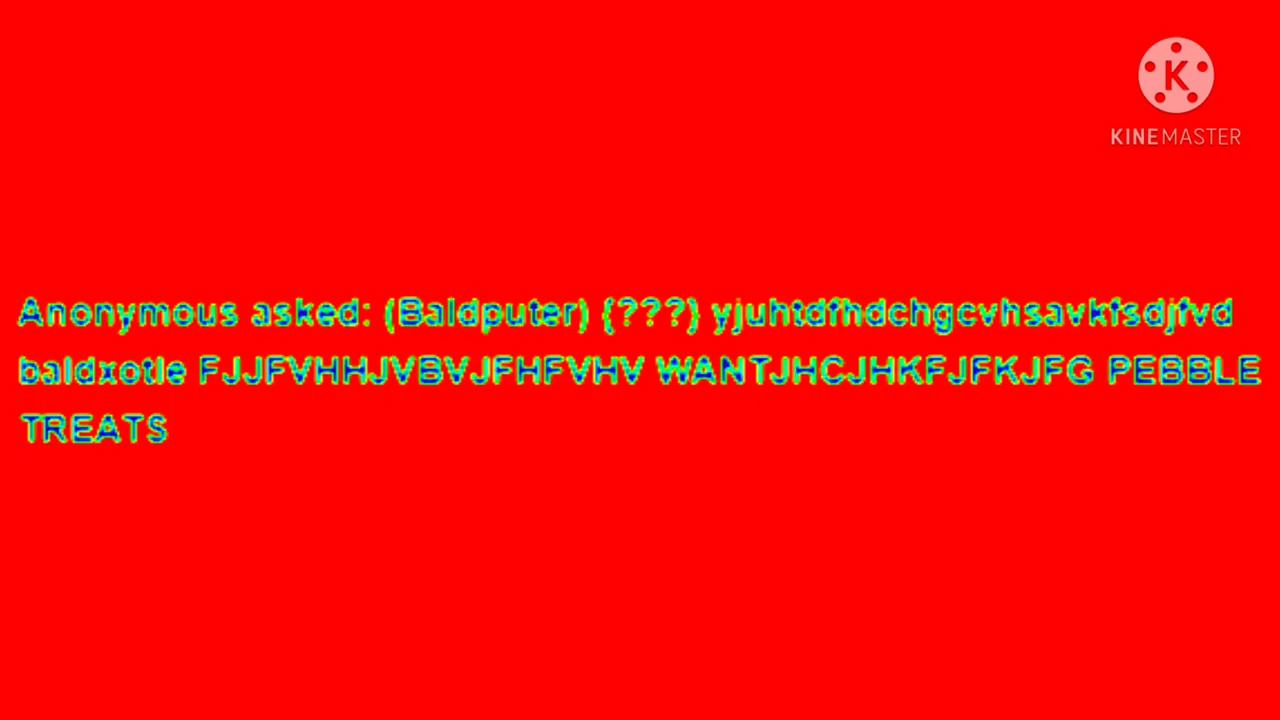 KINEMASTER
Anonymous asked: (Baldputer) {???} yjuhtdfhdchgcvhsavkfsdjfvd
baldxotle FJJFVHHJVBVJFHFVHV WANTJHCJHKFJFKJFG PEBBLE
TREATS